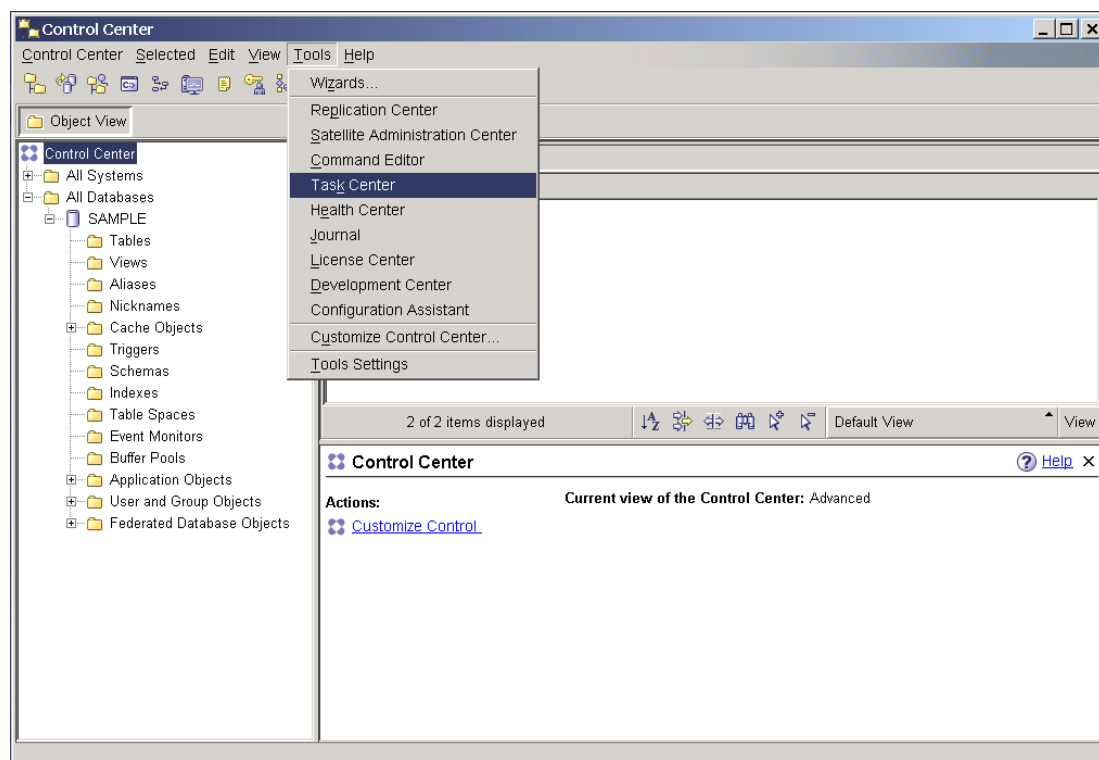 Control Center
Control Center Selected Edit View Tools Help
Object View
Control Center
All Systems
All Databases
SAMPLE
Tables
Views
Aliases
Nicknames
Cache Objects
Triggers
Schemas
Indexes
Table Spaces
Event Monitors
Buffer Pools
Application Objects
User and Group Objects
Federated Database Objects
Wizards...
Replication Center
Satellite Administration Center
Command Editor
Task Center
Health Center
Journal
License Center
Development Center
Configuration Assistant
Customize Control Center...
Tools Settings
2 of 2 items displayed
Default View
View
Control Center
Help
Actions:
Current view of the Control Center: Advanced
Customize Control